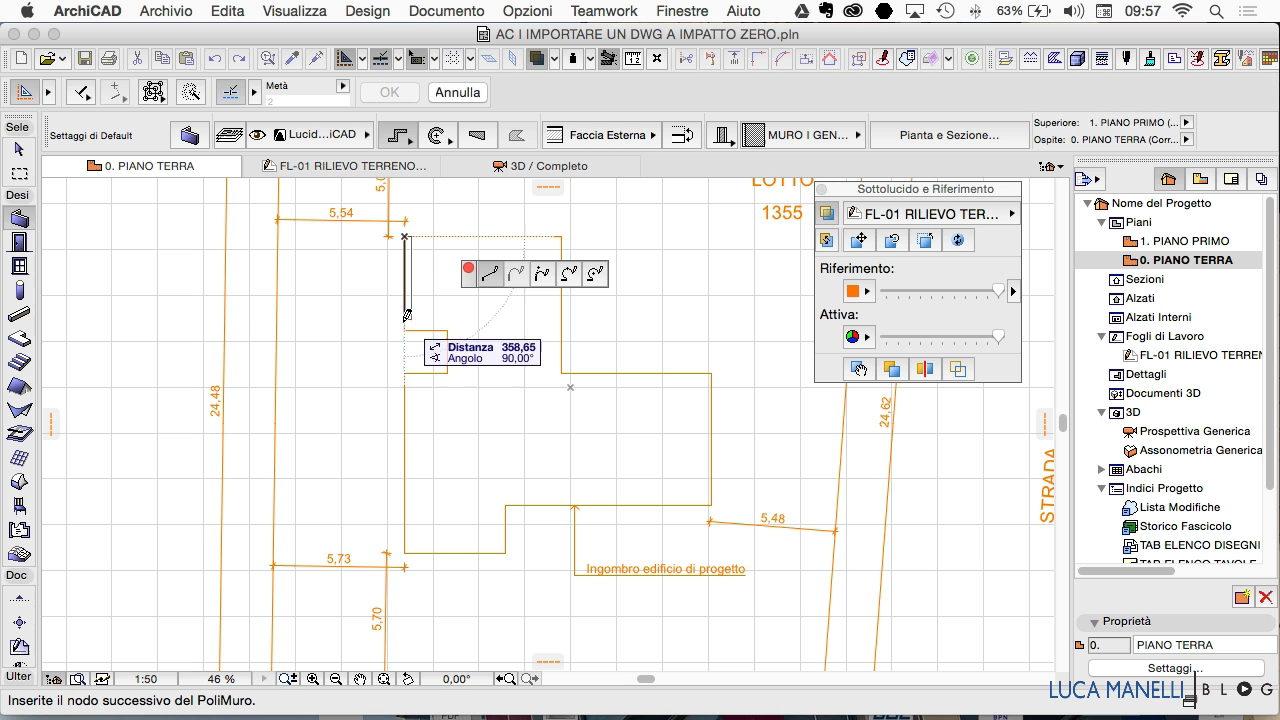 ArchiCAD Archivio Edita Visualizza Design Documento Opzioni Teamwork Finestre Aiuto 63% 09:57
AC I IMPORTARE UN DWG A IMPATTO ZERO.pln
Metà
2
OK
Annulla
Sele
Settaggi di Default
Lucid...iCAD
Faccia Esterna
MURO I GEN...
Pianta e Sezione...
Superiore: 1. PIANO PRIMO (...
Ospite: 0. PIANO TERRA (Corr...
0. PIANO TERRA
FL-01 RILIEVO TERRENO...
3D / Completo
Desi
Doc
Ulter
5,0
5,54
LOTTO
1355
24,48
24,62
STRADA
5,48
5,73
5,70
Ingombro edificio di progetto
Distanza 358,65
Angolo 90,00°
Sottolucido e Riferimento
FL-01 RILIEVO TER...
Riferimento:
Attiva:
Nome del Progetto
Piani
1. PIANO PRIMO
0. PIANO TERRA
Sezioni
Alzati
Alzati Interni
Fogli di Lavoro
FL-01 RILIEVO TERREN
Dettagli
Documenti 3D
3D
Prospettiva Generica
Assonometria Generica
Abachi
Indici Progetto
Lista Modifiche
Storico Fascicolo
TAB ELENCO DISEGNI
TAB ELENCO TAVOLE
Proprietà
0. PIANO TERRA
Settaggi...
1:50
46 %
0,00°
Inserite il nodo successivo del PoliMuro.
LUCA MANELLI BLOG